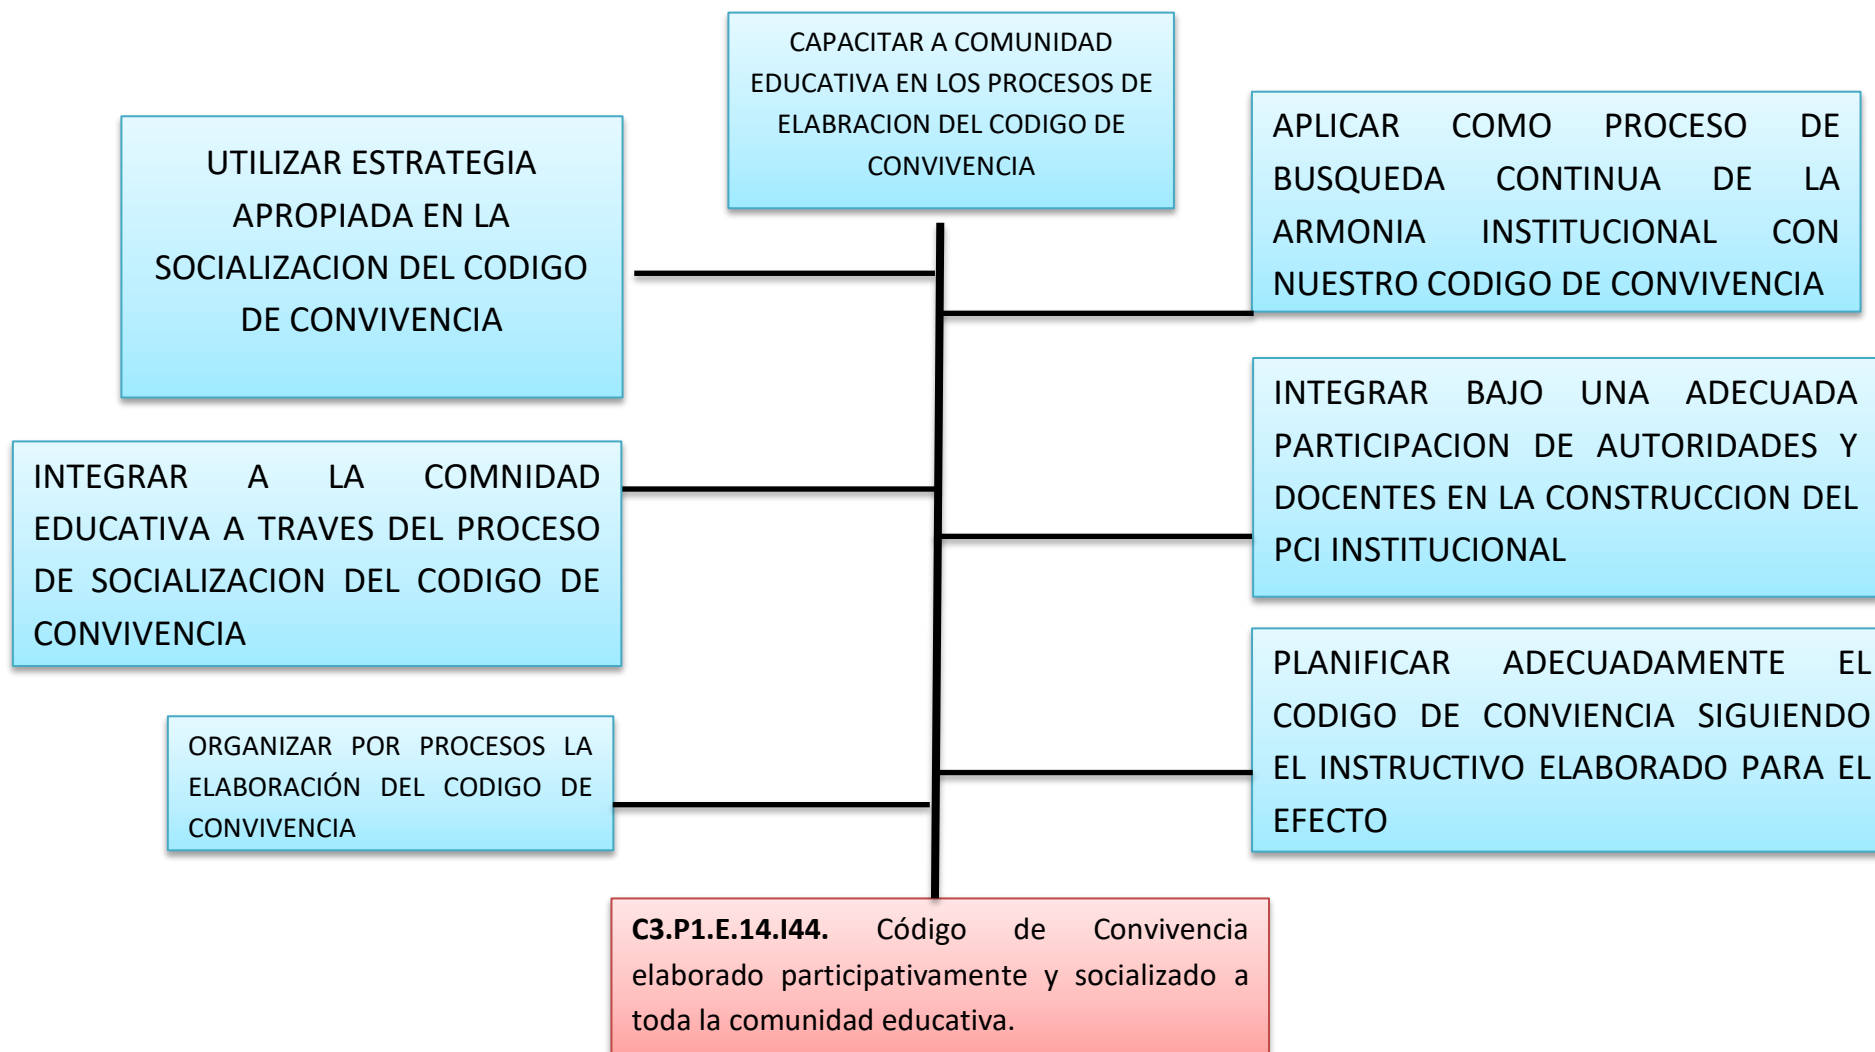 CAPACITAR A COMUNIDAD
EDUCATIVA EN LOS PROCESOS DE
ELABRACION DEL CODIGO DE
CONVIVENCIA
UTILIZAR ESTRATEGIA
APROPIADA EN LA
SOCIALIZACION DEL CODIGO
DE CONVIVENCIA
APLICAR COMO PROCESO DE
BUSQUEDA CONTINUA DE LA
ARMONIA INSTITUCIONAL CON
NUESTRO CODIGO DE CONVIVENCIA
INTEGRAR A LA COMNIDAD
EDUCATIVA A TRAVES DEL PROCESO
DE SOCIALIZACION DEL CODIGO DE
CONVIVENCIA
INTEGRAR BAJO UNA ADECUADA
PARTICIPACION DE AUTORIDADES Y
DOCENTES EN LA CONSTRUCCION DEL
PCI INSTITUCIONAL
ORGANIZAR POR PROCESOS LA
ELABORACIÓN DEL CODIGO DE
CONVIVENCIA
PLANIFICAR ADECUADAMENTE EL
CODIGO DE CONVIENCIA SIGUIENDO
EL INSTRUCTIVO ELABORADO PARA EL
EFECTO
C3.P1.E.14.I44. Código de Convivencia
elaborado participativamente y socializado a
toda la comunidad educativa.